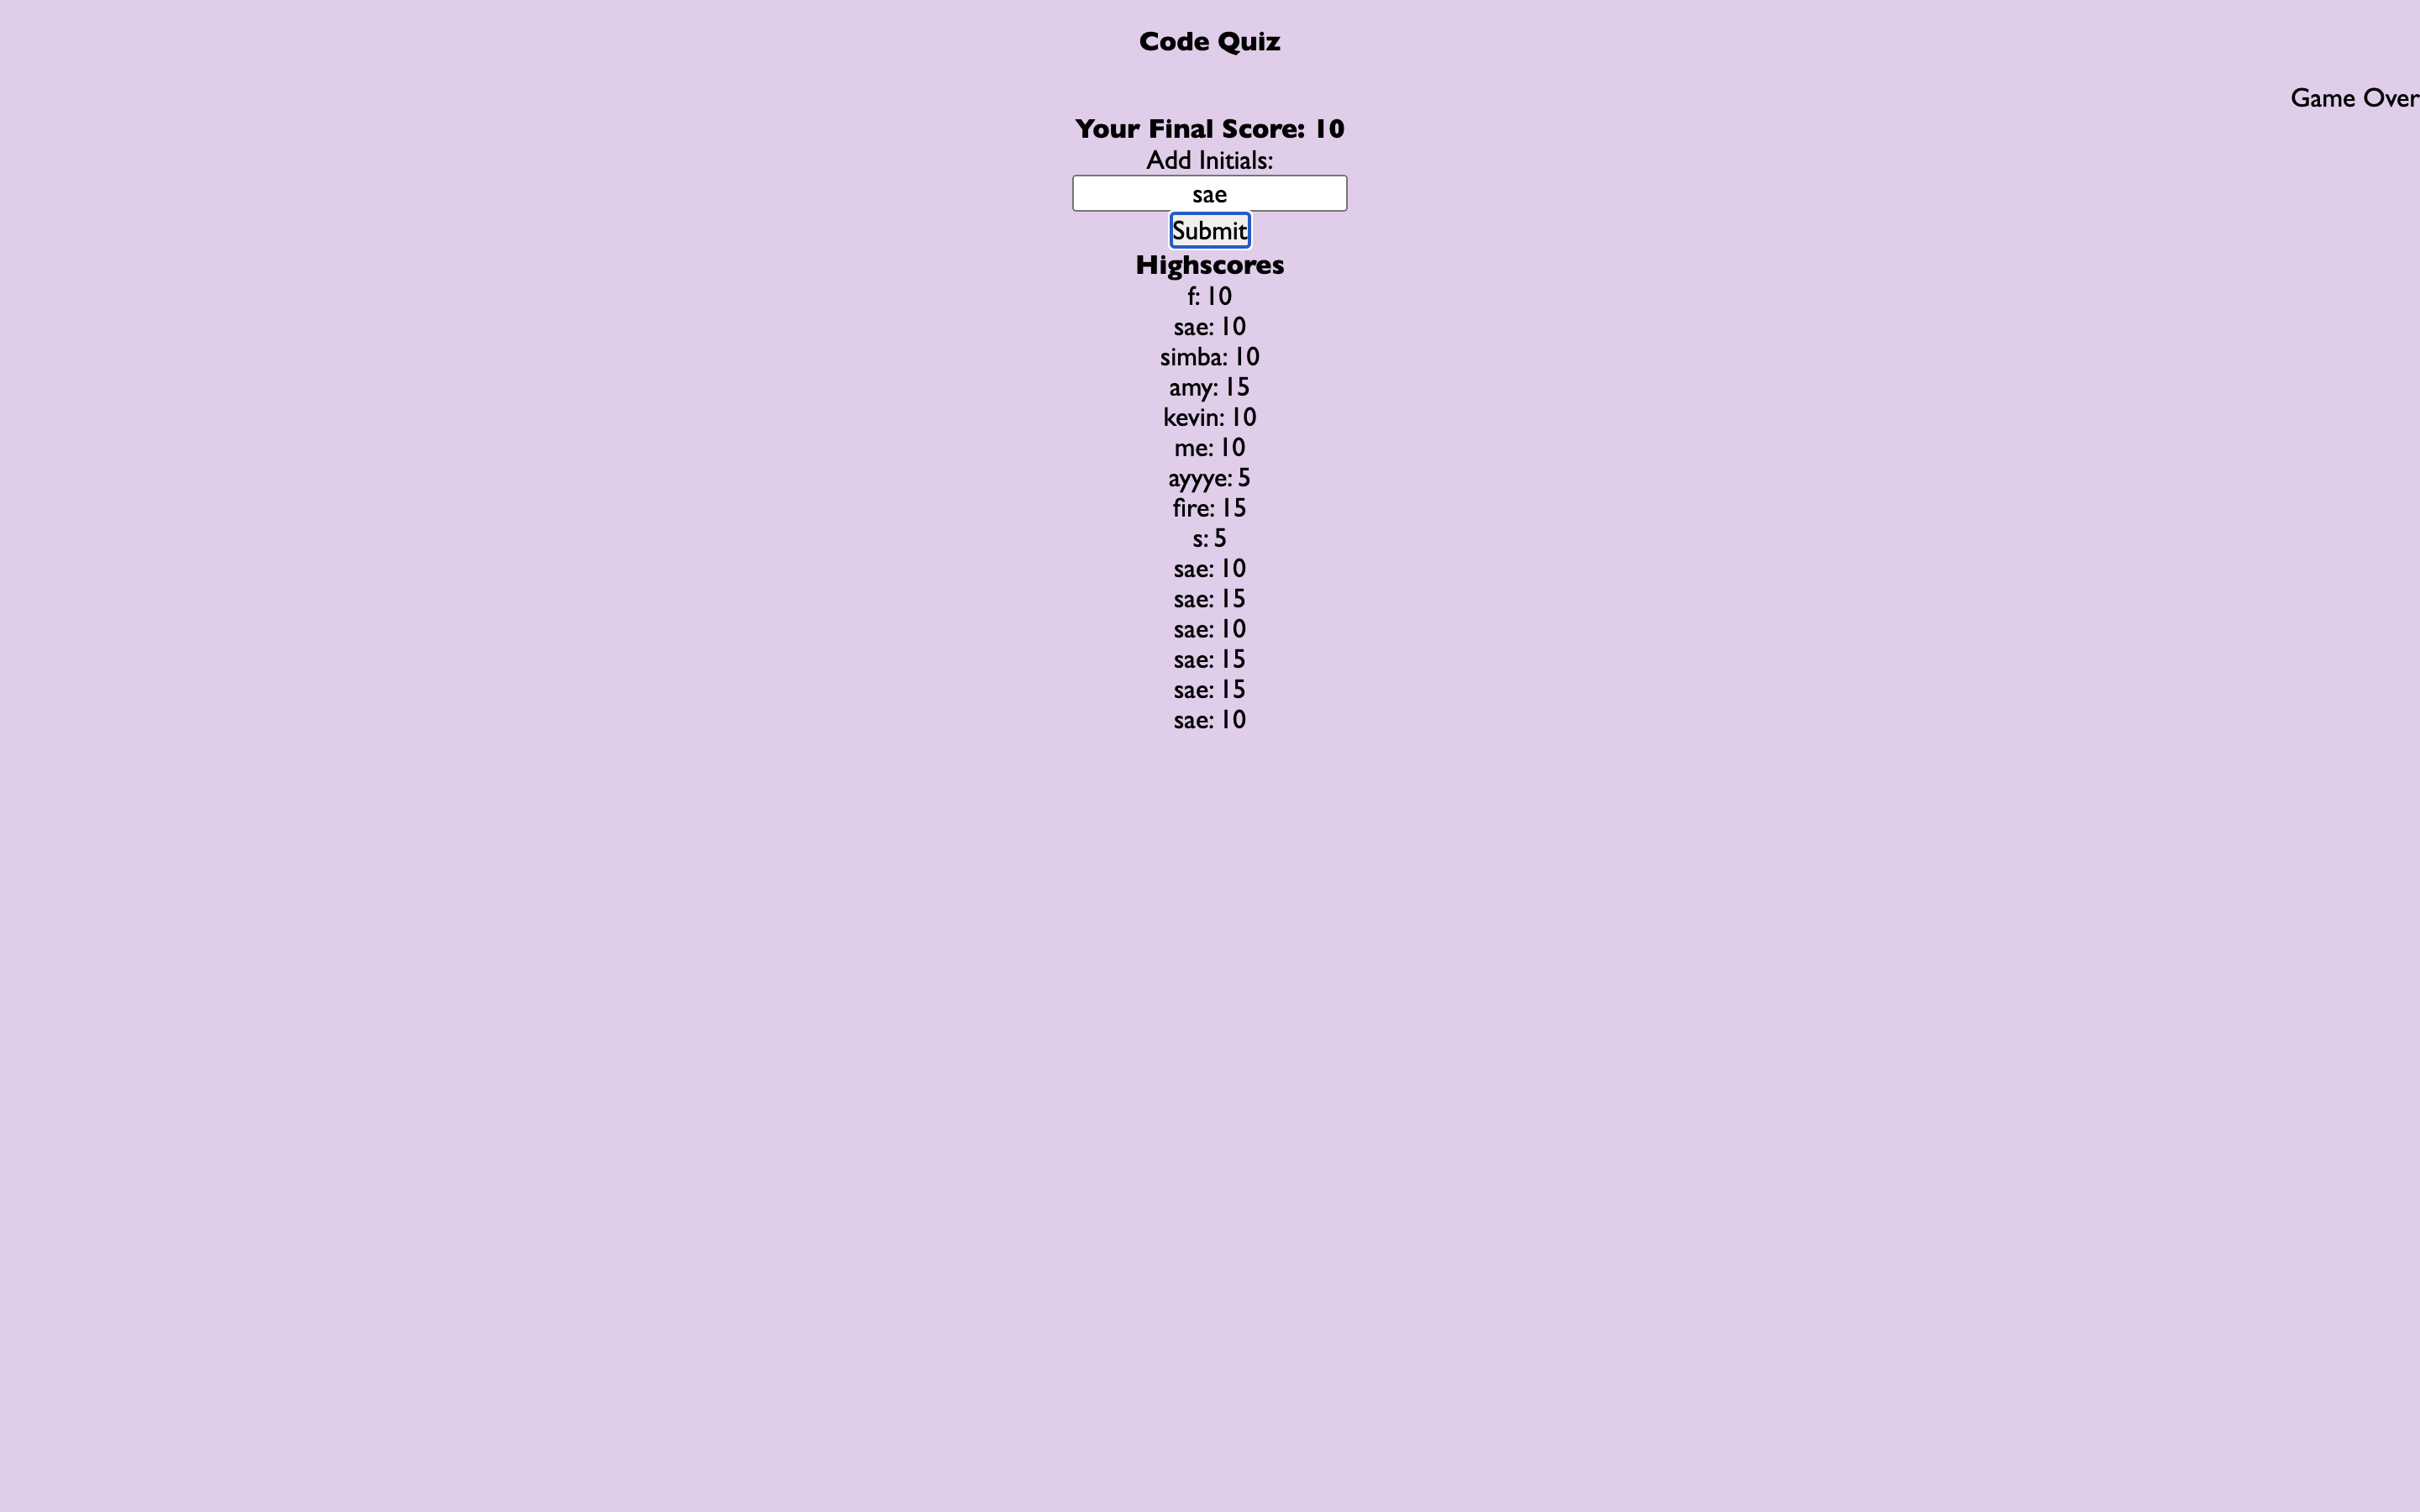 Code Quiz
Game Over
Your Final Score: 10
Add Initials:
sae
Submit
Highscores
f: 10
sae: 10
simba: 10
amy: 15
kevin: 10
me: 10
ayyye: 5
fire: 15
s: 5
sae: 10
sae: 15
sae: 10
sae: 15
sae: 15
sae: 10